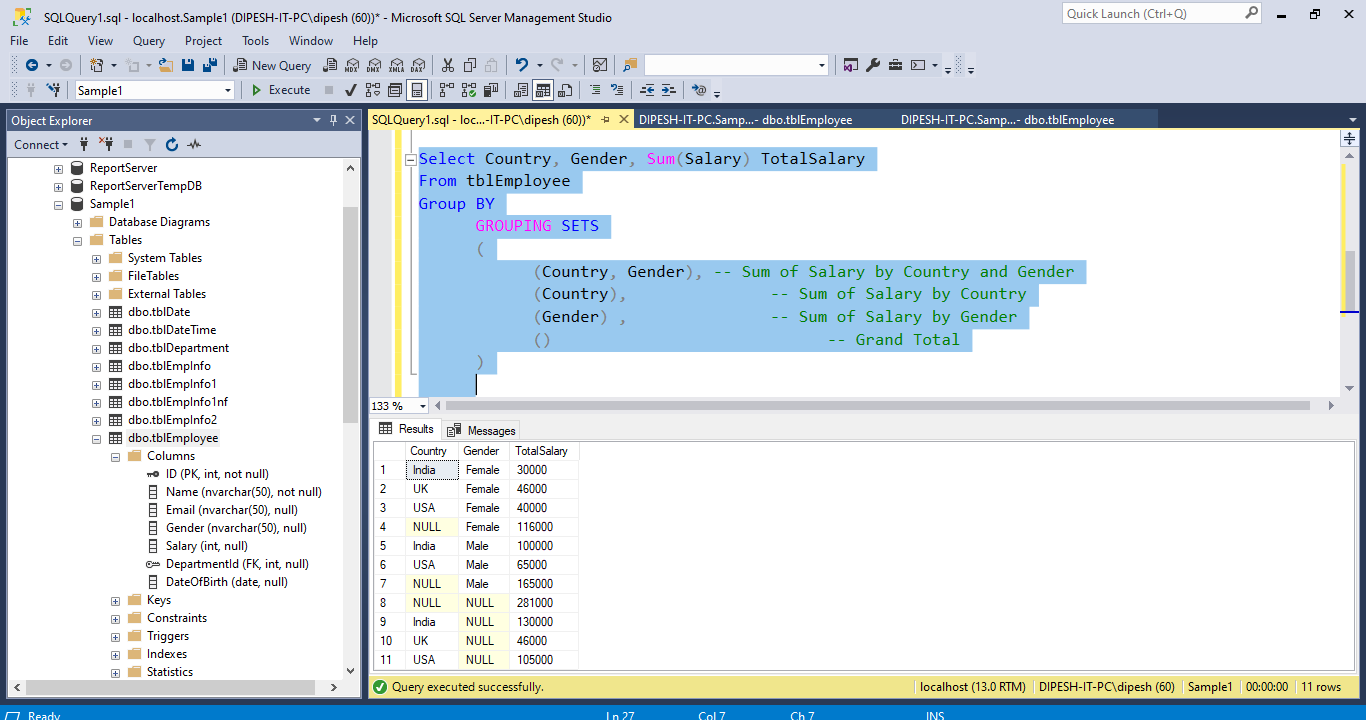 SQLQuery1.sql - localhost.Sample1 (DIPESH-IT-PC\dipesh (60))* - Microsoft SQL Server Management Studio
Quick Launch (Ctrl+Q)
File Edit View Query Project Tools Window Help
New Query MDX DMX XMLA DAX
Sample1 Execute
Object Explorer
Connect
ReportServer
ReportServerTempDB
Sample1
Database Diagrams
Tables
System Tables
FileTables
External Tables
dbo.tblDate
dbo.tblDateTime
dbo.tblDepartment
dbo.tblEmpInfo
dbo.tblEmpInfo1
dbo.tblEmpInfo1nf
dbo.tblEmpInfo2
dbo.tblEmployee
Columns
ID (PK, int, not null)
Name (nvarchar(50), not null)
Email (nvarchar(50), null)
Gender (nvarchar(50), null)
Salary (int, null)
DepartmentId (FK, int, null)
DateOfBirth (date, null)
Keys
Constraints
Triggers
Indexes
Statistics
SQLQuery1.sql - loc...-IT-PC\dipesh (60))* DIPESH-IT-PC.Samp...- dbo.tblEmployee DIPESH-IT-PC.Samp...- dbo.tblEmployee
Select Country, Gender, Sum(Salary) TotalSalary
From tblEmployee
Group BY
GROUPING SETS
(
(Country, Gender), -- Sum of Salary by Country and Gender
(Country), -- Sum of Salary by Country
(Gender) , -- Sum of Salary by Gender
() -- Grand Total
)
133 %
Results Messages
Country Gender TotalSalary
1 India Female 30000
2 UK Female 46000
3 USA Female 40000
4 NULL Female 116000
5 India Male 100000
6 USA Male 65000
7 NULL Male 165000
8 NULL NULL 281000
9 India NULL 130000
10 UK NULL 46000
11 USA NULL 105000
Query executed successfully. localhost (13.0 RTM) DIPESH-IT-PC\dipesh (60) Sample1 00:00:00 11 rows
Ready Ln 27 Col 7 Ch 7 INS